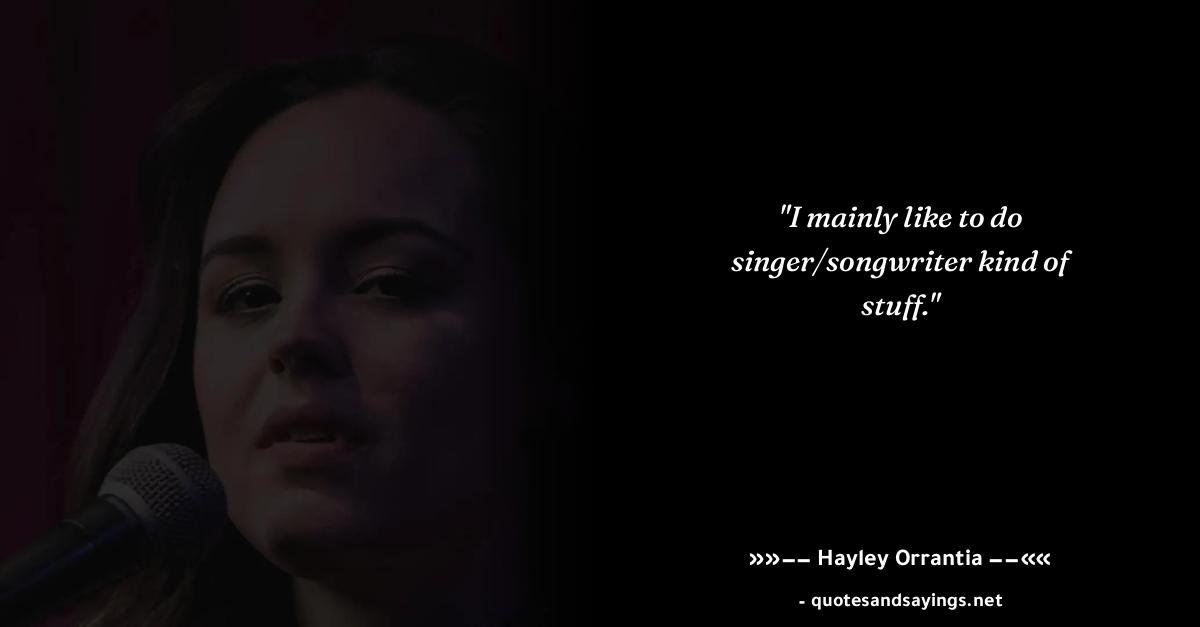 "I mainly like to do
singer/songwriter kind of
stuff."
»»−− Hayley Orrantia −−««
- quotesandsayings.net